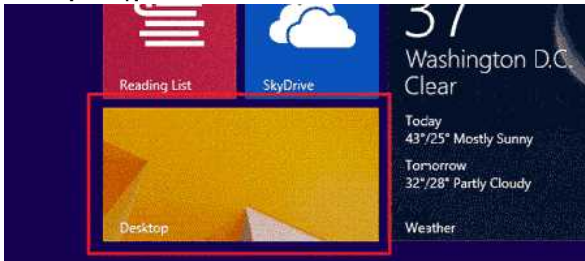 Reading List
SkyDrive
37
Washington D.C.
Clear
Today
43°/25° Mostly Sunny
Tomorrow
32°/28° Partly Cloudy
Desktop
Weather